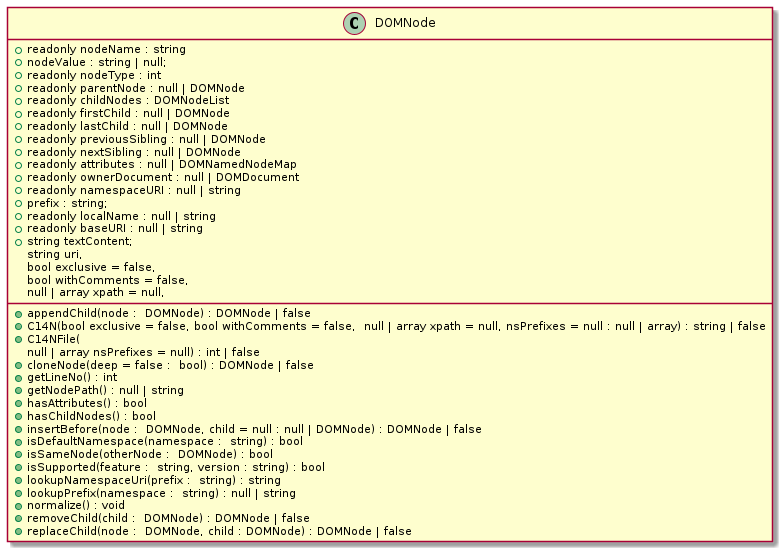 C DOMNode
readonly nodeName : string
nodeValue : string | null;
readonly nodeType : int
readonly parentNode : null | DOMNode
readonly childNodes : DOMNodeList
readonly firstChild : null | DOMNode
readonly lastChild : null | DOMNode
readonly previousSibling : null | DOMNode
readonly nextSibling : null | DOMNode
readonly attributes : null | DOMNamedNodeMap
readonly ownerDocument : null | DOMDocument
readonly namespaceURI : null | string
prefix : string;
readonly localName : null | string
readonly baseURI : null | string
string textContent;
string uri,
bool exclusive = false,
bool withComments = false,
null | array xpath = null,
appendChild(node :  DOMNode) : DOMNode | false
C14N(bool exclusive = false, bool withComments = false,  null | array xpath = null, nsPrefixes = null : null | array) : string | false
C14NFile(
null | array nsPrefixes = null) : int | false
cloneNode(deep = false :  bool) : DOMNode | false
getLineNo() : int
getNodePath() : null | string
hasAttributes() : bool
hasChildNodes() : bool
insertBefore(node :  DOMNode, child = null : null | DOMNode) : DOMNode | false
isDefaultNamespace(namespace :  string) : bool
isSameNode(otherNode :  DOMNode) : bool
isSupported(feature :  string, version : string) : bool
lookupNamespaceUri(prefix :  string) : string
lookupPrefix(namespace :  string) : null | string
normalize() : void
removeChild(child :  DOMNode) : DOMNode | false
replaceChild(node :  DOMNode, child : DOMNode) : DOMNode | false